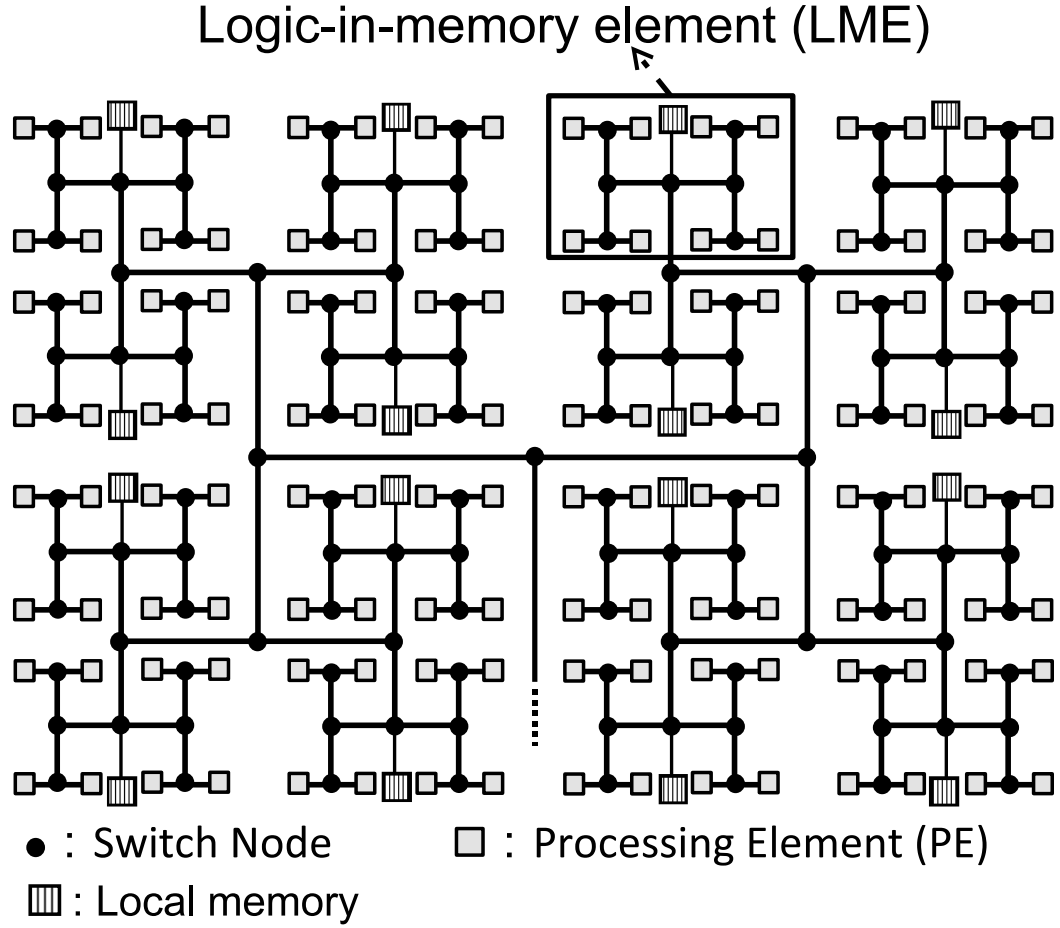 Logic-in-memory element (LME)
: Switch Node
: Processing Element (PE)
: Local memory